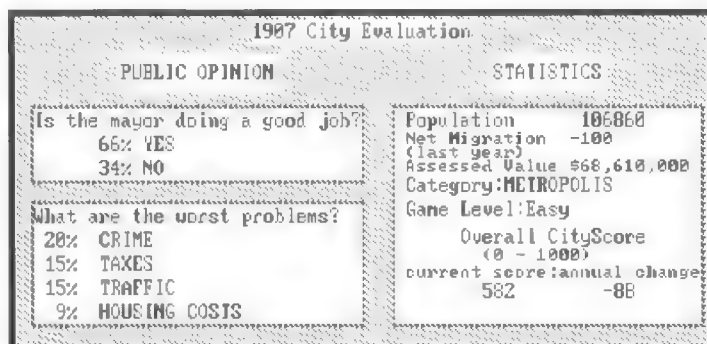 1907 City Evaluation
PUBLIC OPINION
Is the mayor doing a good job?
66% YES
34% NO
What are the worst problems?
20% CRIME
15% TAXES
15% TRAFFIC
9% HOUSING COSTS
STATISTICS
Population 106860
Net Migration -100
(last year)
Assessed Value $68,610,000
Category:METROPOLIS
Game Level:Easy
Overall CityScore
(0 - 1000)
current score:annual change
582 -88